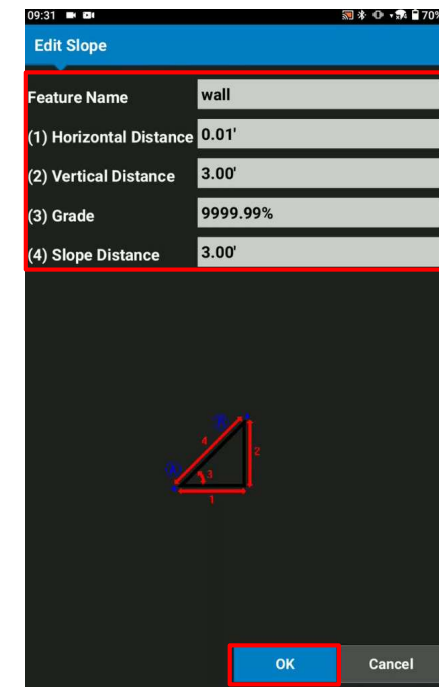 09:31 70%
Edit Slope
Feature Name wall
(1) Horizontal Distance 0.01'
(2) Vertical Distance 3.00'
(3) Grade 9999.99%
(4) Slope Distance 3.00'
4
2
3
1
OK Cancel